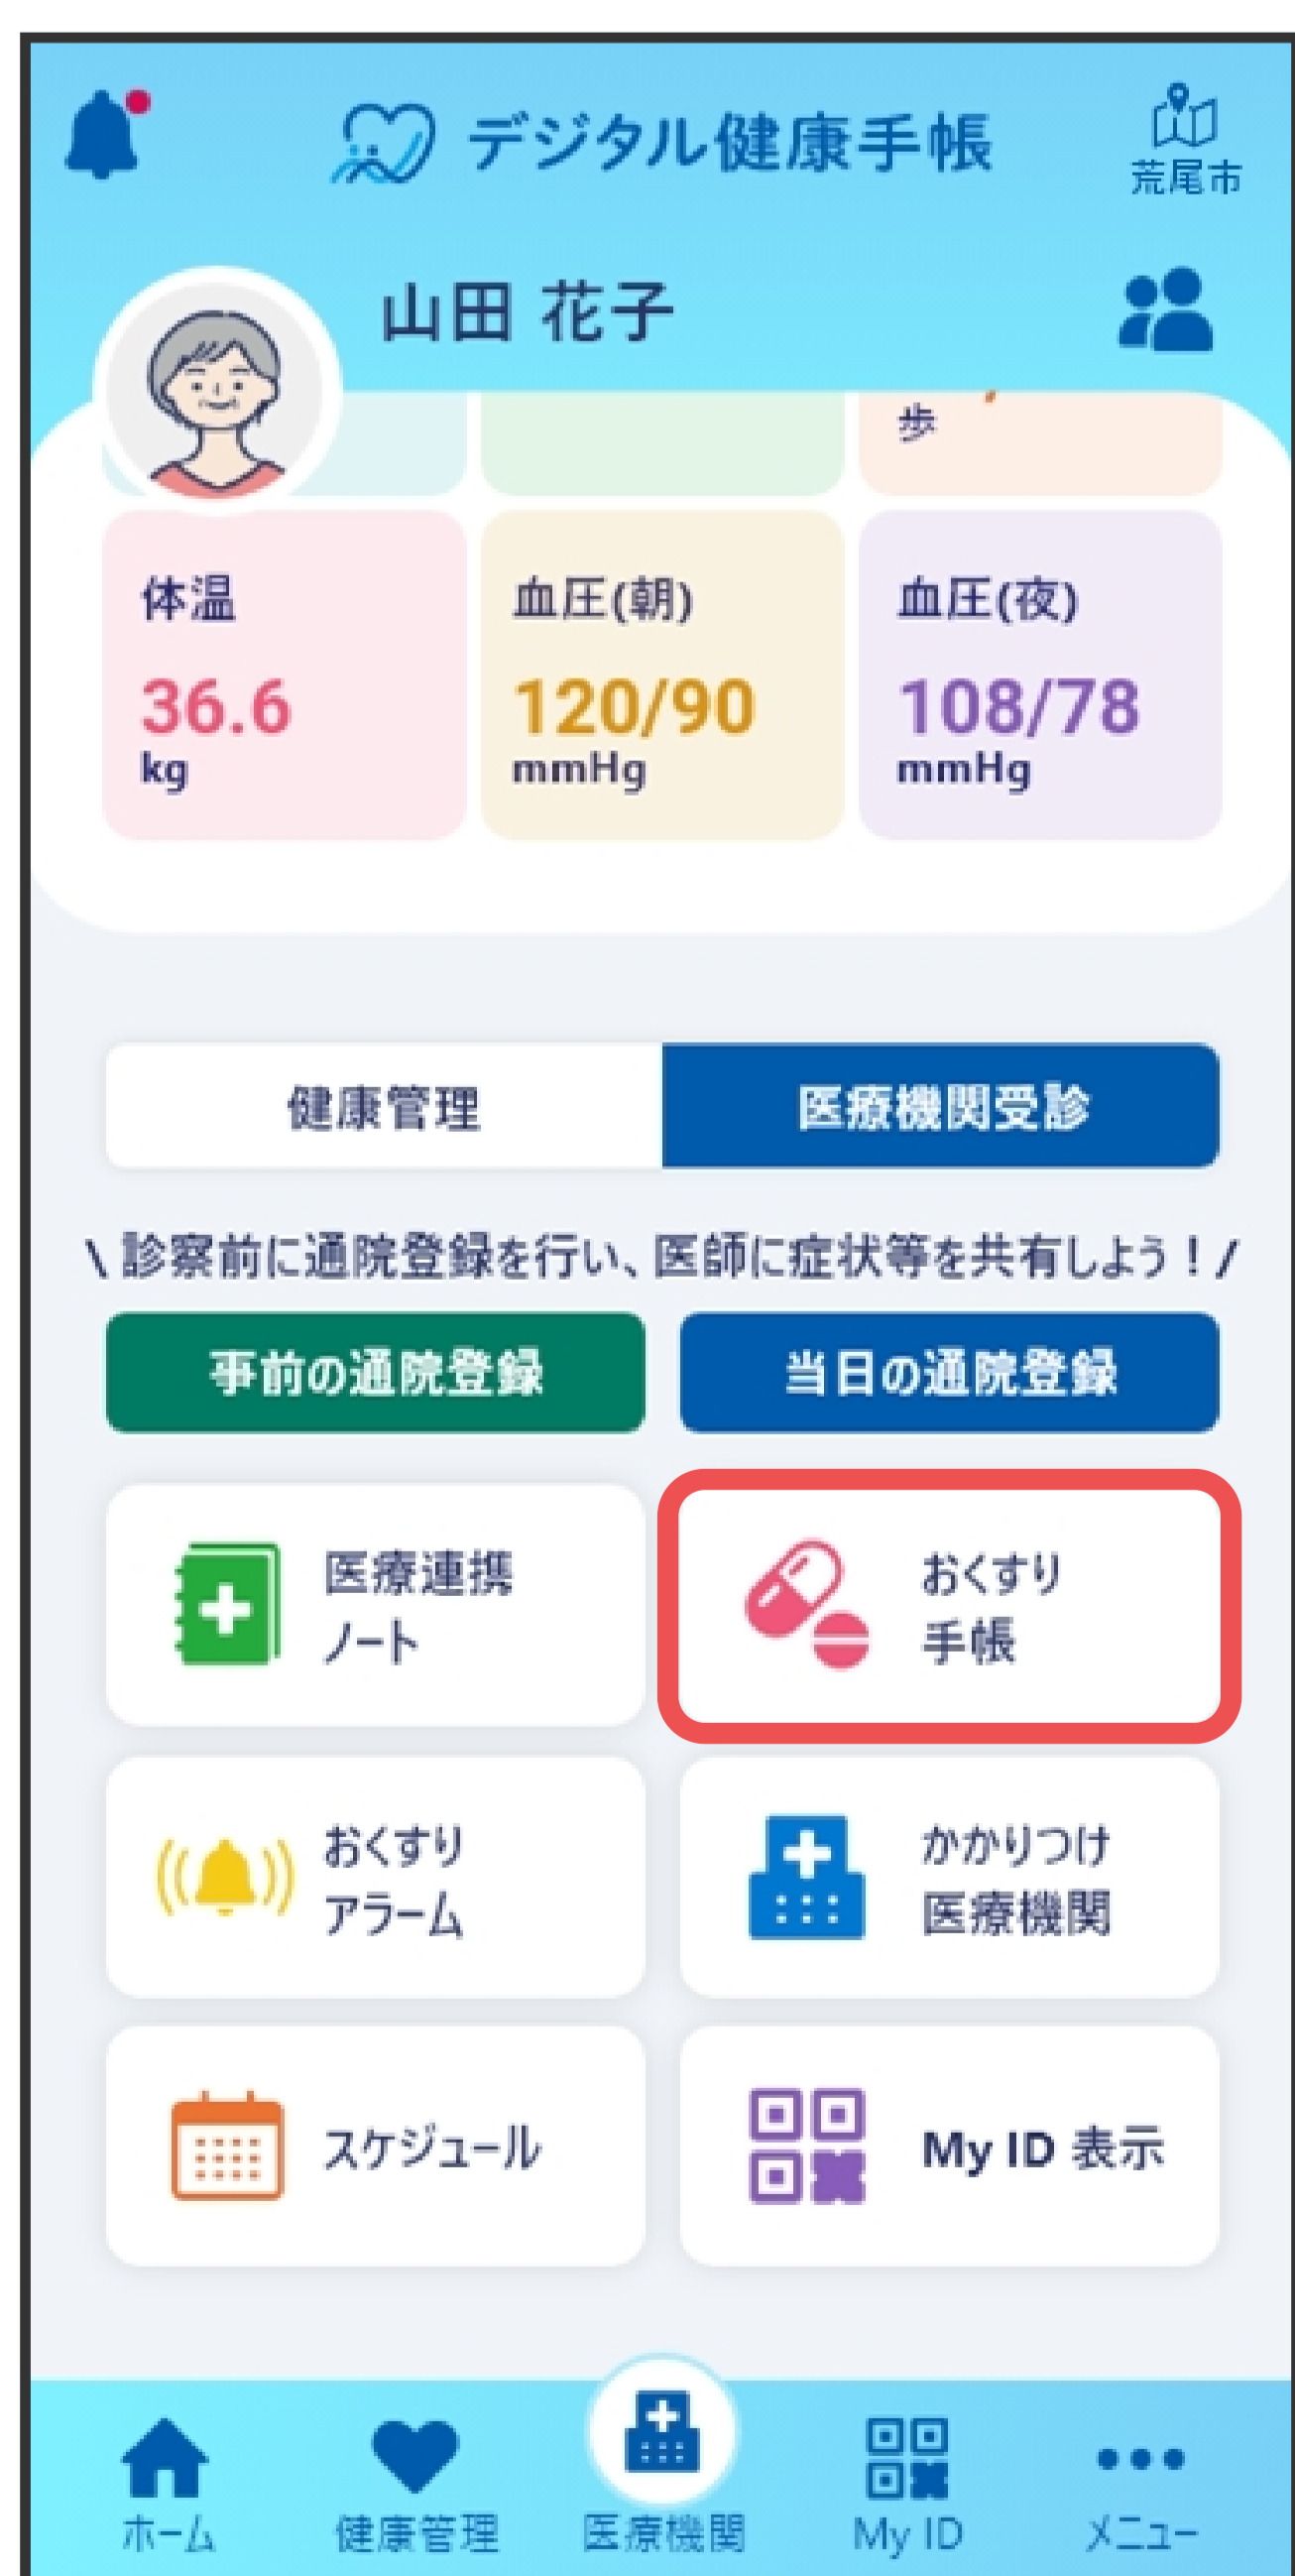 デジタル健康手帳
荒尾市
山田 花子
歩
体温
36.6
kg
血圧(朝)
120/90
mmHg
血圧(夜)
108/78
mmHg
健康管理
医療機関受診
\ 診察前に通院登録を行い、医師に症状等を共有しよう！/
事前の通院登録
当日の通院登録
医療連携
ノート
おくすり
手帳
おくすり
アラーム
かかりつけ
医療機関
スケジュール
My ID 表示
ホーム
健康管理
医療機関
My ID
メニュー